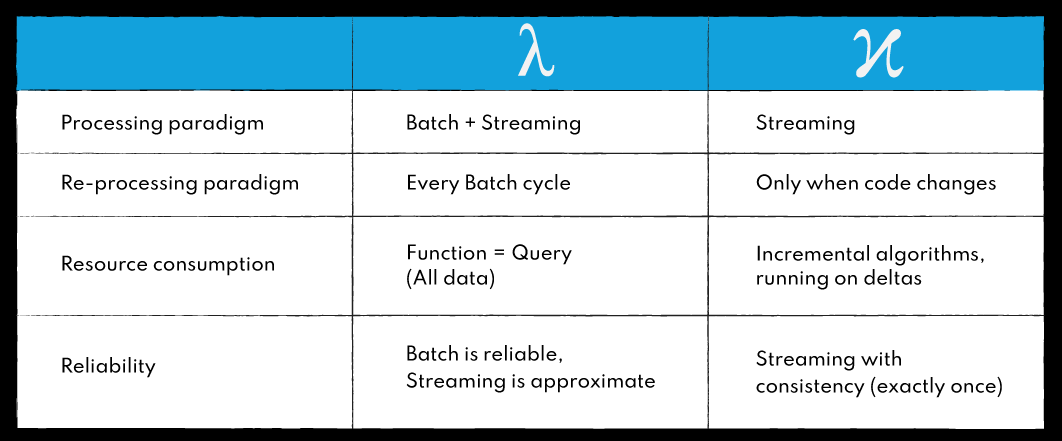 λ
ϰ
Processing paradigm
Batch + Streaming
Streaming
Re-processing paradigm
Every Batch cycle
Only when code changes
Resource consumption
Function = Query
(All data)
Incremental algorithms,
running on deltas
Reliability
Batch is reliable,
Streaming is approximate
Streaming with
consistency (exactly once)